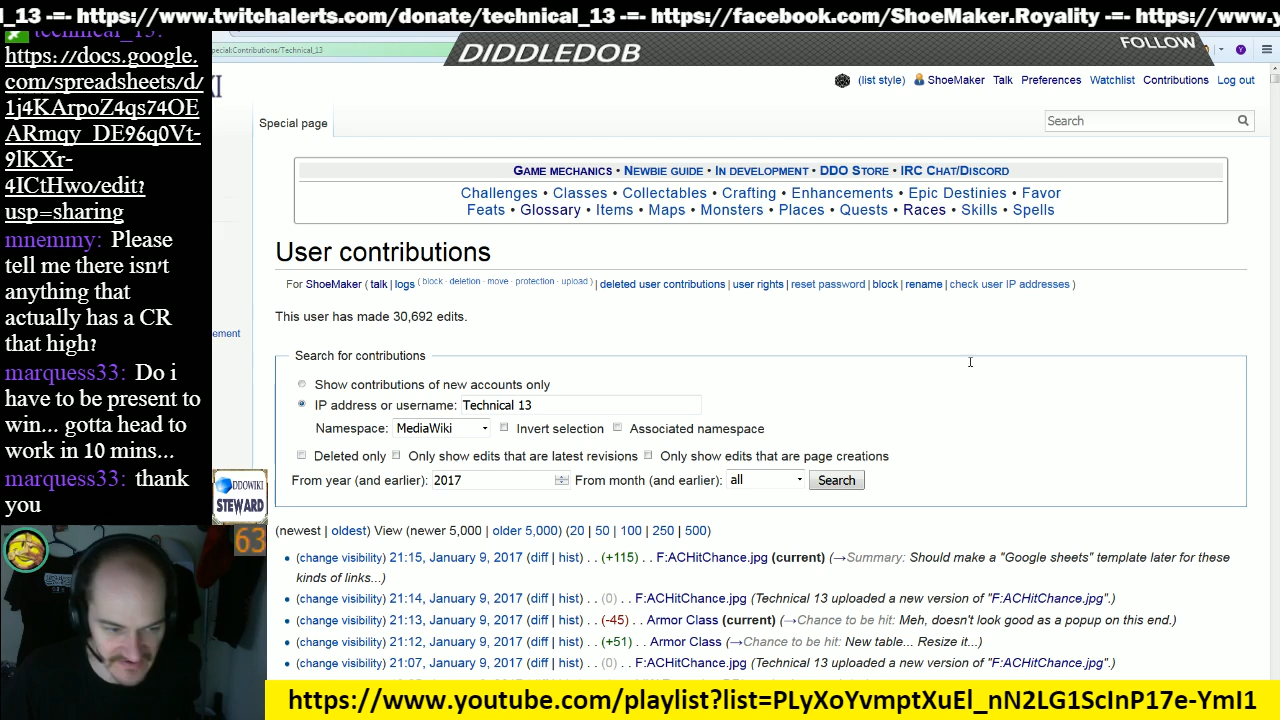 l_13 -=- https://www.twitchalerts.com/donate/technical_13 -=- https://facebook.com/ShoeMaker.Royality -=- https://www.y
technical_13:
https://docs.google.
com/spreadsheets/d/
1j4KArpoZ4qs74OE
ARmqy_DE96q0Vt-
9lKXr-
4ICtHwo/edit?
usp=sharing
mnemmy: Please
tell me there isn't
anything that
actually has a CR
that high?
marquess33: Do i
have to be present to
win... gotta head to
work in 10 mins...
marquess33: thank
you
pecial:Contributions/Technical_13
DIDDLEDOB
FOLLOW
KI
(list style) ShoeMaker Talk Preferences Watchlist Contributions Log out
Special page
Search
GAME MECHANICS • NEWBIE GUIDE • IN DEVELOPMENT • DDO STORE • IRC CHAT/DISCORD
Challenges • Classes • Collectables • Crafting • Enhancements • Epic Destinies • Favor
Feats • Glossary • Items • Maps • Monsters • Places • Quests • Races • Skills • Spells
User contributions
For ShoeMaker ( talk | logs ( block · deletion · move · protection · upload ) | deleted user contributions | user rights | reset password | block | rename | check user IP addresses )
This user has made 30,692 edits.
ement
Search for contributions
Show contributions of new accounts only
IP address or username: Technical 13
Namespace: MediaWiki Invert selection Associated namespace
Deleted only Only show edits that are latest revisions Only show edits that are page creations
From year (and earlier): 2017 From month (and earlier): all Search
DDOWIKI
STEWARD
63
(newest | oldest) View (newer 5,000 | older 5,000) (20 | 50 | 100 | 250 | 500)
(change visibility) 21:15, January 9, 2017 (diff | hist) . . (+115) . . F:ACHitChance.jpg (current) (→Summary: Should make a "Google sheets" template later for these
kinds of links...)
(change visibility) 21:14, January 9, 2017 (diff | hist) . . (0) . . F:ACHitChance.jpg (Technical 13 uploaded a new version of "F:ACHitChance.jpg".)
(change visibility) 21:13, January 9, 2017 (diff | hist) . . (-45) . . Armor Class (current) (→Chance to be hit: Meh, doesn't look good as a popup on this end.)
(change visibility) 21:12, January 9, 2017 (diff | hist) . . (+51) . . Armor Class (→Chance to be hit: New table... Resize it...)
(change visibility) 21:07, January 9, 2017 (diff | hist) . . (0) . . F:ACHitChance.jpg (Technical 13 uploaded a new version of "F:ACHitChance.jpg".)
https://www.youtube.com/playlist?list=PLyXoYvmptXuEl_nN2LG1ScInP17e-YmI1